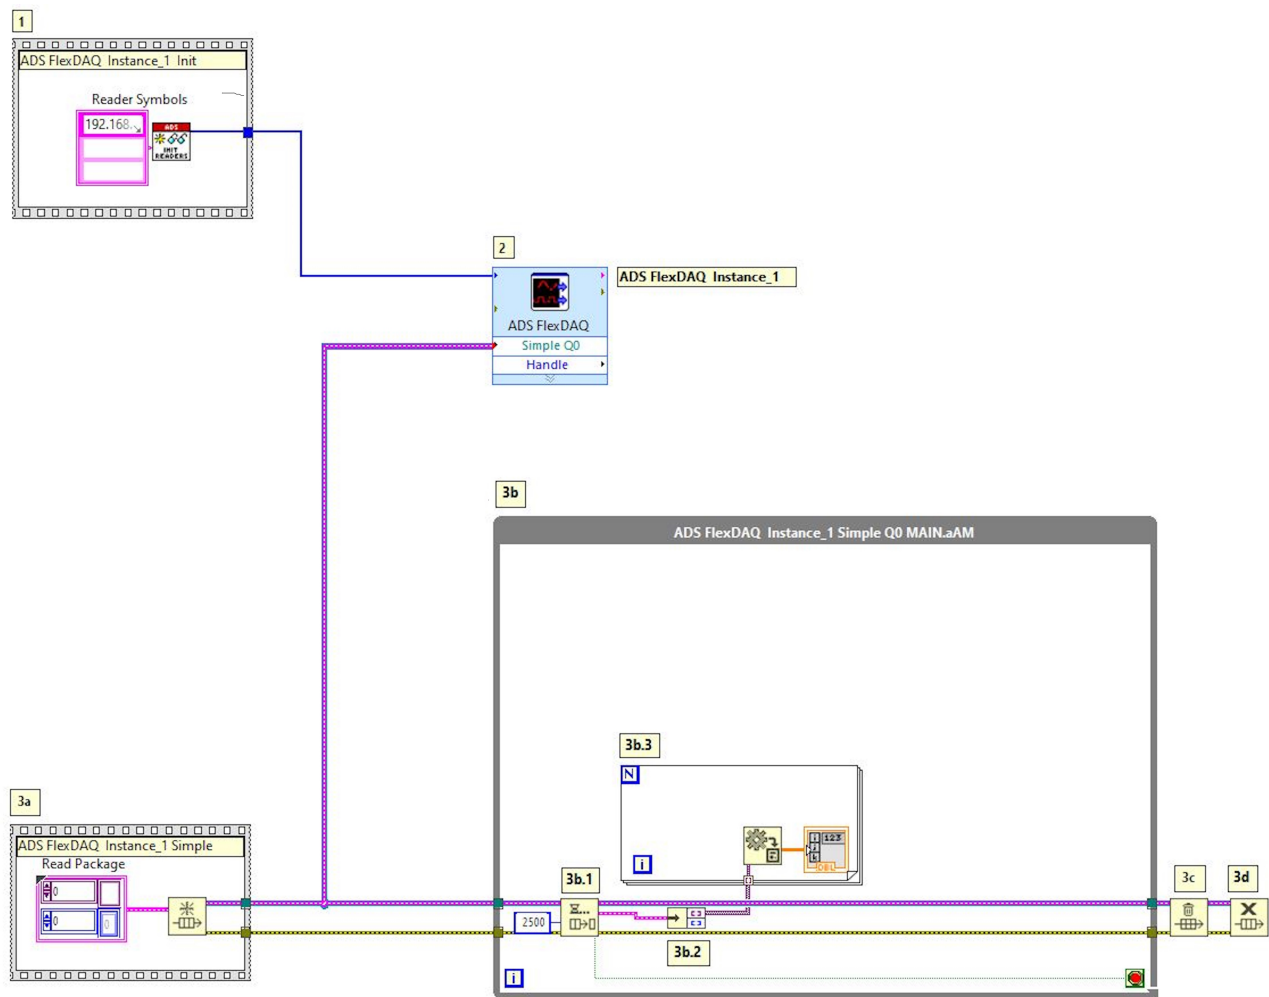 1
ADS FlexDAQ Instance_1 Init
Reader Symbols
192.168.
ADS
INIT
READERS
2
ADS FlexDAQ Instance_1
ADS FlexDAQ
Simple Q0
Handle
3b
ADS FlexDAQ Instance_1 Simple Q0 MAIN.aAM
3b.3
N
i
123
DBL
3a
ADS FlexDAQ Instance_1 Simple
Read Package
0
0
0
3b.1
2500
3b.2
i
3c
3d